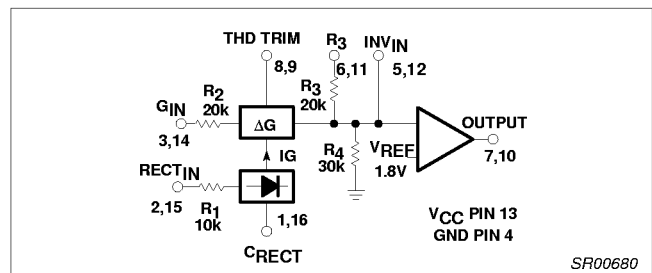 THD TRIM
R3
INVIN
8,9
6,11
5,12
R3
20k
R2
20k
GIN
ΔG
OUTPUT
3,14
IG
R4
30k
VREF
1.8V
7,10
RECTIN
2,15
R1
10k
1,16
CRECT
VCC PIN 13
GND PIN 4
SR00680